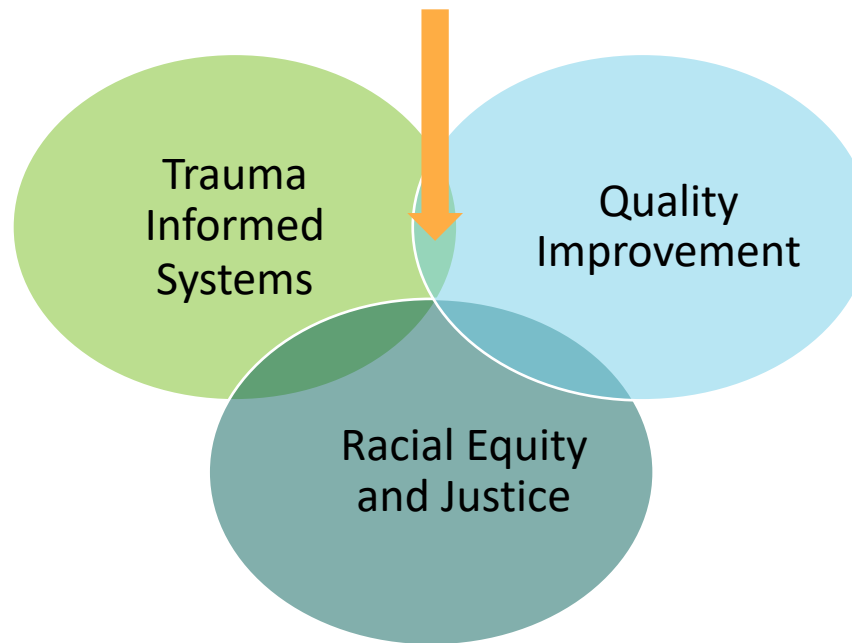 Trauma
Informed
Systems
Quality
Improvement
Racial Equity
and Justice